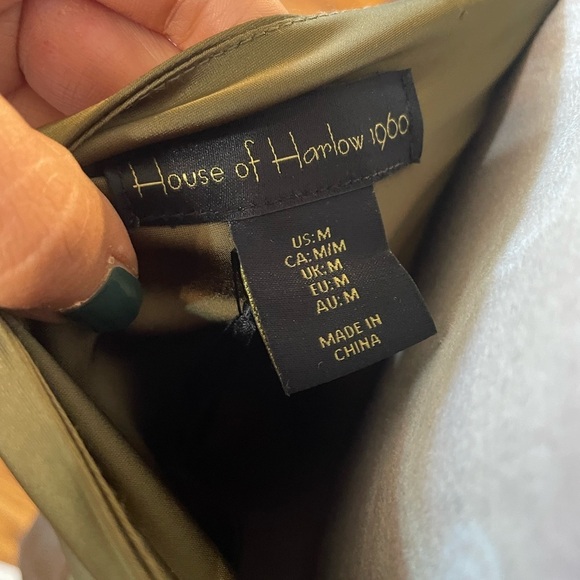 House of Harlow 1960
US: M
CA: M/M
UK: M
EU: M
AU: M
MADE IN
CHINA